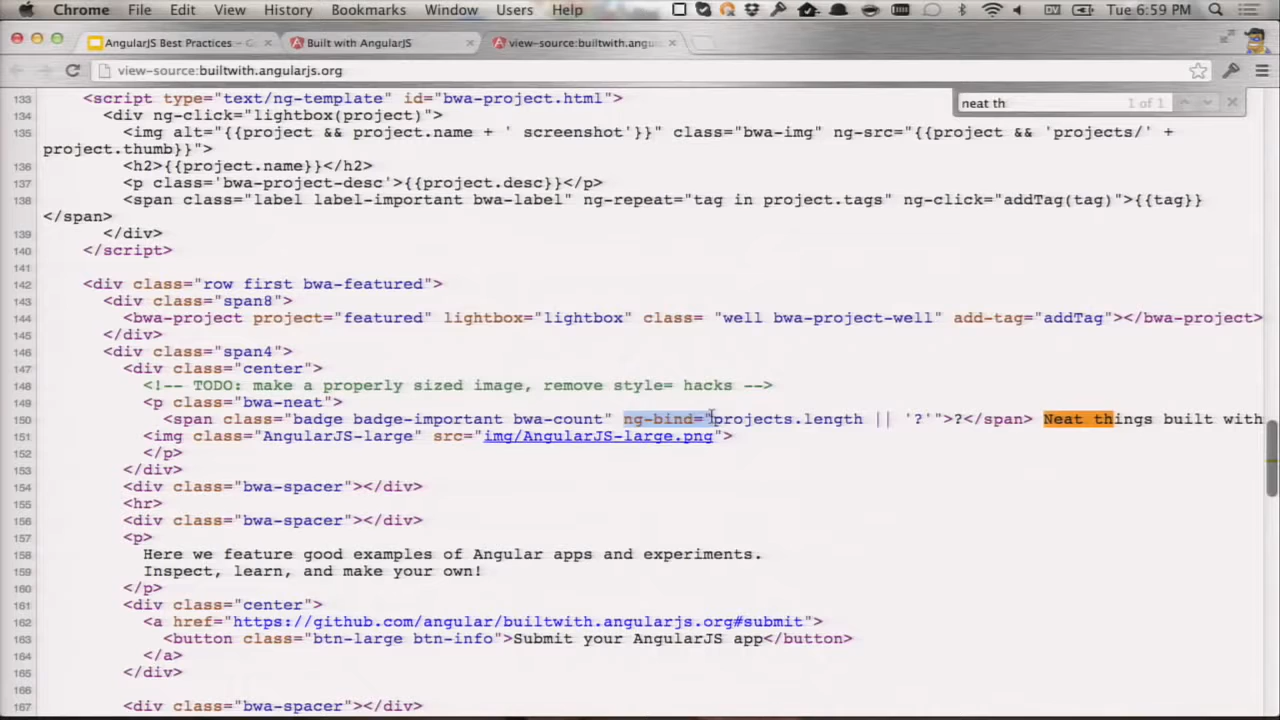 Chrome File Edit View History Bookmarks Window Users Help Tue 6:59 PM
AngularJS Best Practices – G × Built with AngularJS × view-source:builtwith.angu ×
view-source:builtwith.angularjs.org
neat th 1 of 1
133 <script type="text/ng-template" id="bwa-project.html">
134 <div ng-click="lightbox(project)">
135 <img alt="{{project && project.name + ' screenshot'}}" class="bwa-img" ng-src="{{project && 'projects/' +
project.thumb}}">
136 <h2>{{project.name}}</h2>
137 <p class='bwa-project-desc'>{{project.desc}}</p>
138 <span class="label label-important bwa-label" ng-repeat="tag in project.tags" ng-click="addTag(tag)">{{tag}}
</span>
139 </div>
140 </script>
141
142 <div class="row first bwa-featured">
143 <div class="span8">
144 <bwa-project project="featured" lightbox="lightbox" class= "well bwa-project-well" add-tag="addTag"></bwa-project>
145 </div>
146 <div class="span4">
147 <div class="center">
148 <!-- TODO: make a properly sized image, remove style= hacks -->
149 <p class="bwa-neat">
150 <span class="badge badge-important bwa-count" ng-bind="projects.length || '?'">?</span> Neat things built with
151 <img class="AngularJS-large" src="img/AngularJS-large.png">
152 </p>
153 </div>
154 <div class="bwa-spacer"></div>
155 <hr>
156 <div class="bwa-spacer"></div>
157 <p>
158 Here we feature good examples of Angular apps and experiments.
159 Inspect, learn, and make your own!
160 </p>
161 <div class="center">
162 <a href="https://github.com/angular/builtwith.angularjs.org#submit">
163 <button class="btn-large btn-info">Submit your AngularJS app</button>
164 </a>
165 </div>
166
167 <div class="bwa-spacer"></div>